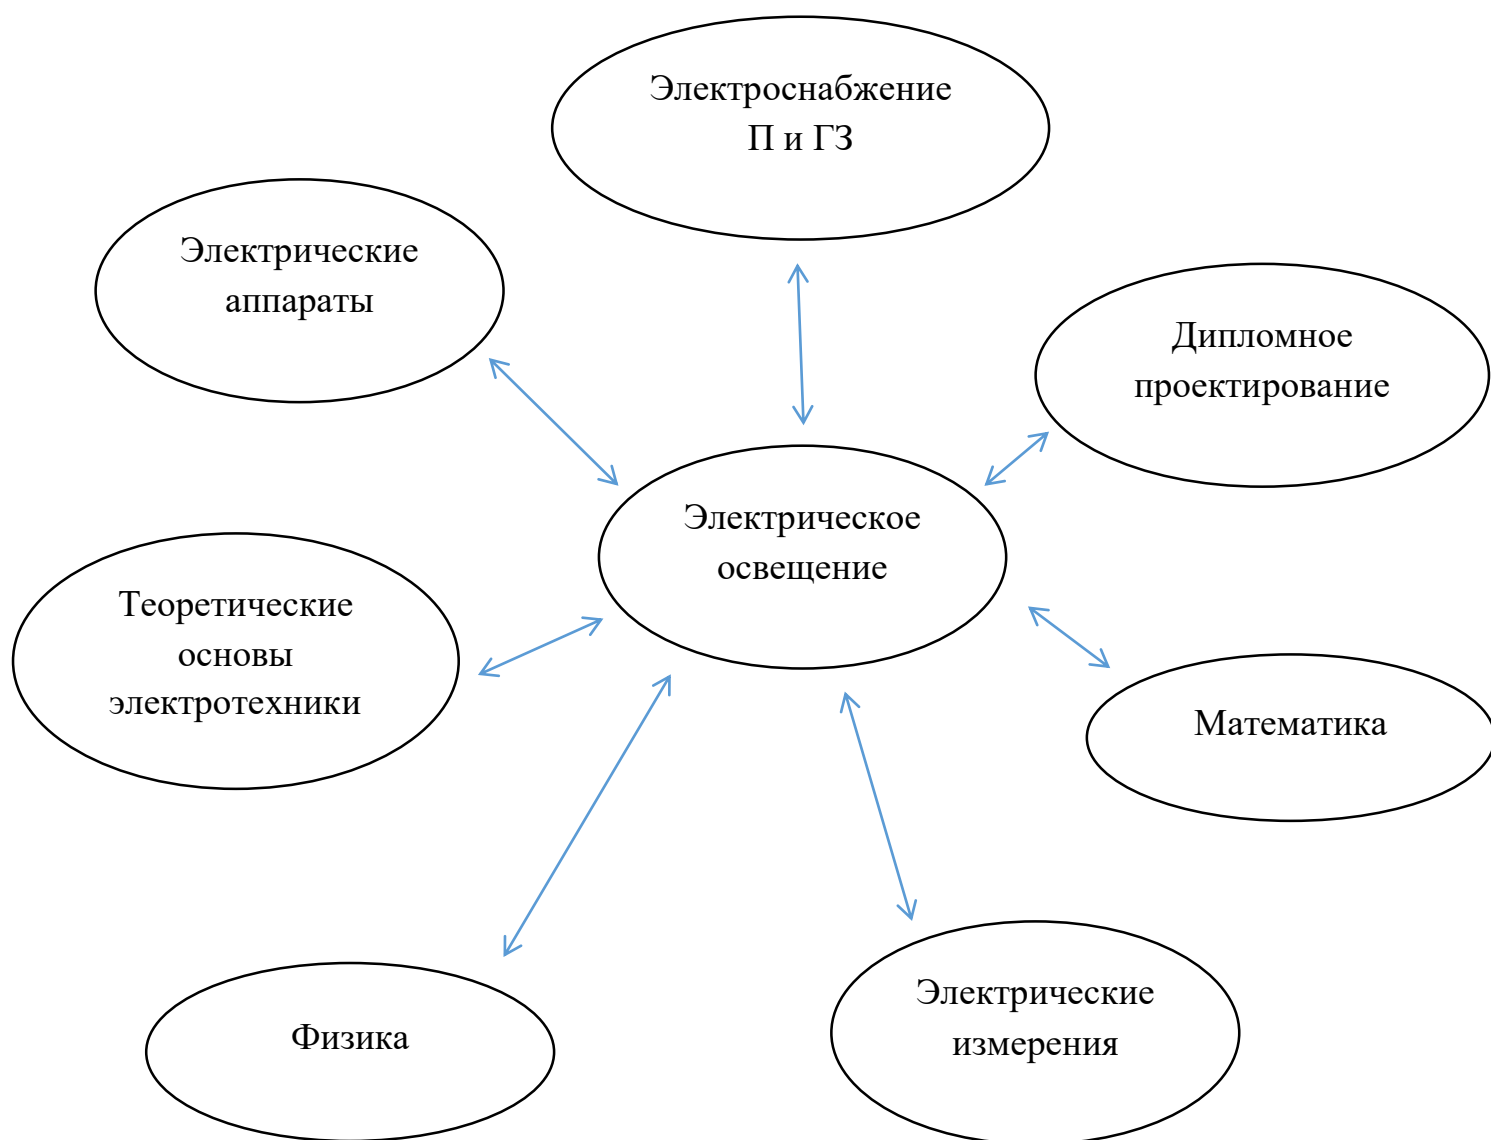 Электроснабжение
П и ГЗ
Электрические
аппараты
Дипломное
проектирование
Электрическое
освещение
Теоретические
основы
электротехники
Математика
Электрические
измерения
Физика